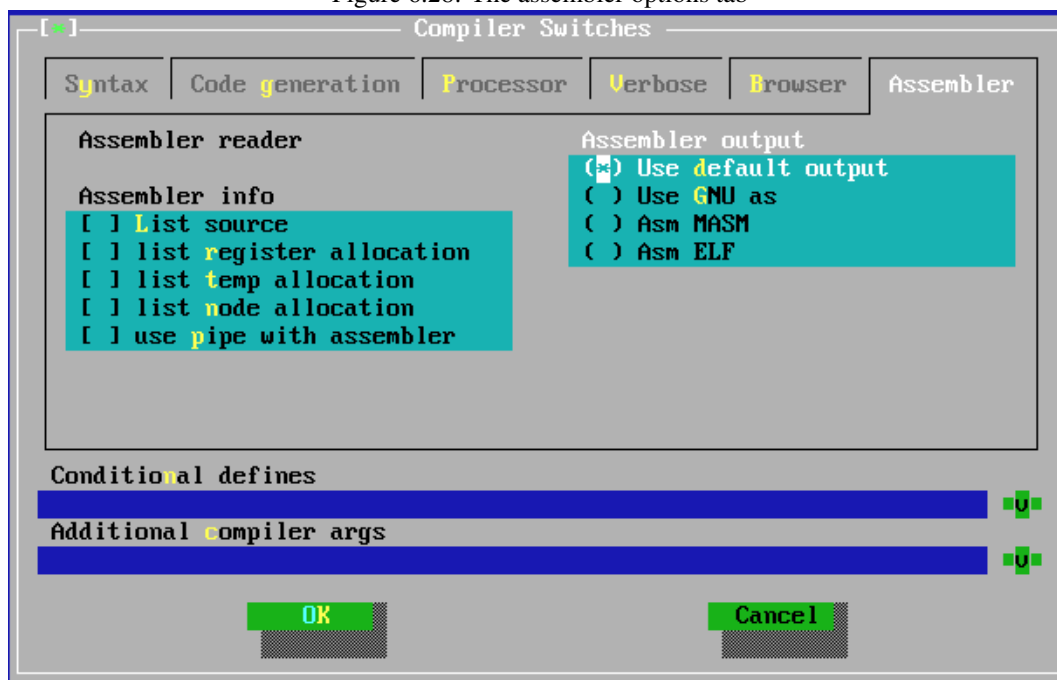 Figure 6.28: The assembler options tab
[*] Compiler Switches
Syntax Code generation Processor Verbose Browser Assembler
Assembler reader
Assembler info
[ ] List source
[ ] list register allocation
[ ] list temp allocation
[ ] list node allocation
[ ] use pipe with assembler
Assembler output
(*) Use default output
( ) Use GNU as
( ) Asm MASM
( ) Asm ELF
Conditional defines
Additional compiler args
OK Cancel